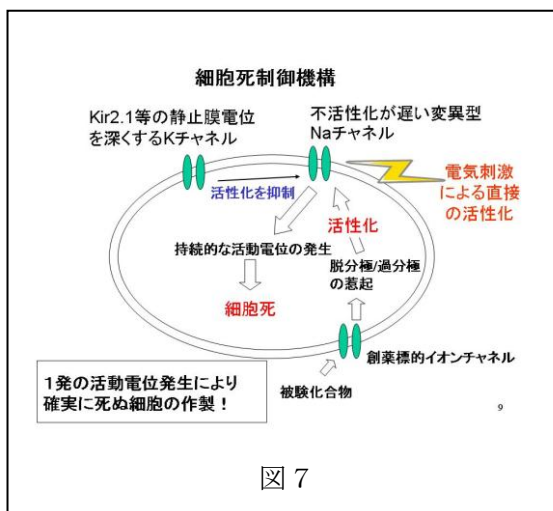 細胞死制御機構
Kir2.1等の静止膜電位
を深くするKチャネル
不活性化が遅い変異型
Naチャネル
活性化を抑制
電気刺激
による直接
の活性化
活性化
持続的な活動電位の発生
脱分極/過分極
の惹起
細胞死
創薬標的イオンチャネル
1発の活動電位発生により
確実に死ぬ細胞の作製！
被験化合物
9
図７